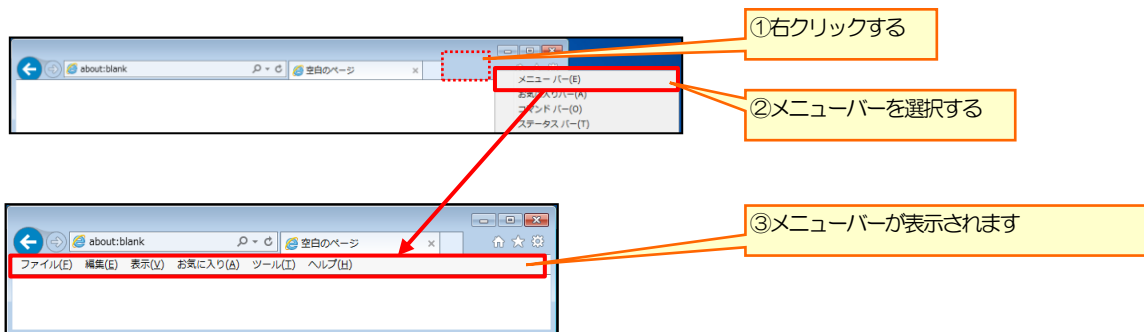 ①右クリックする
about:blank
空白のページ
メニュー バー(E)
お気に入りバー(A)
コマンド バー(O)
ステータス バー(T)
②メニューバーを選択する
③メニューバーが表示されます
about:blank
空白のページ
ファイル(F) 編集(E) 表示(V) お気に入り(A) ツール(T) ヘルプ(H)